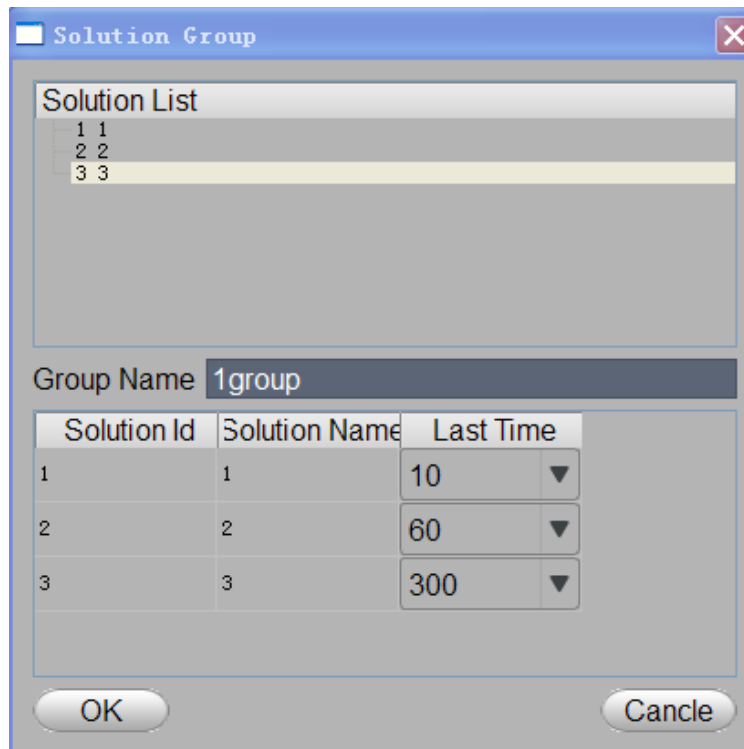 Solution Group
Solution List
1 1
2 2
3 3
Group Name 1group
Solution Id Solution Name Last Time
1 1 10
2 2 60
3 3 300
OK Cancle